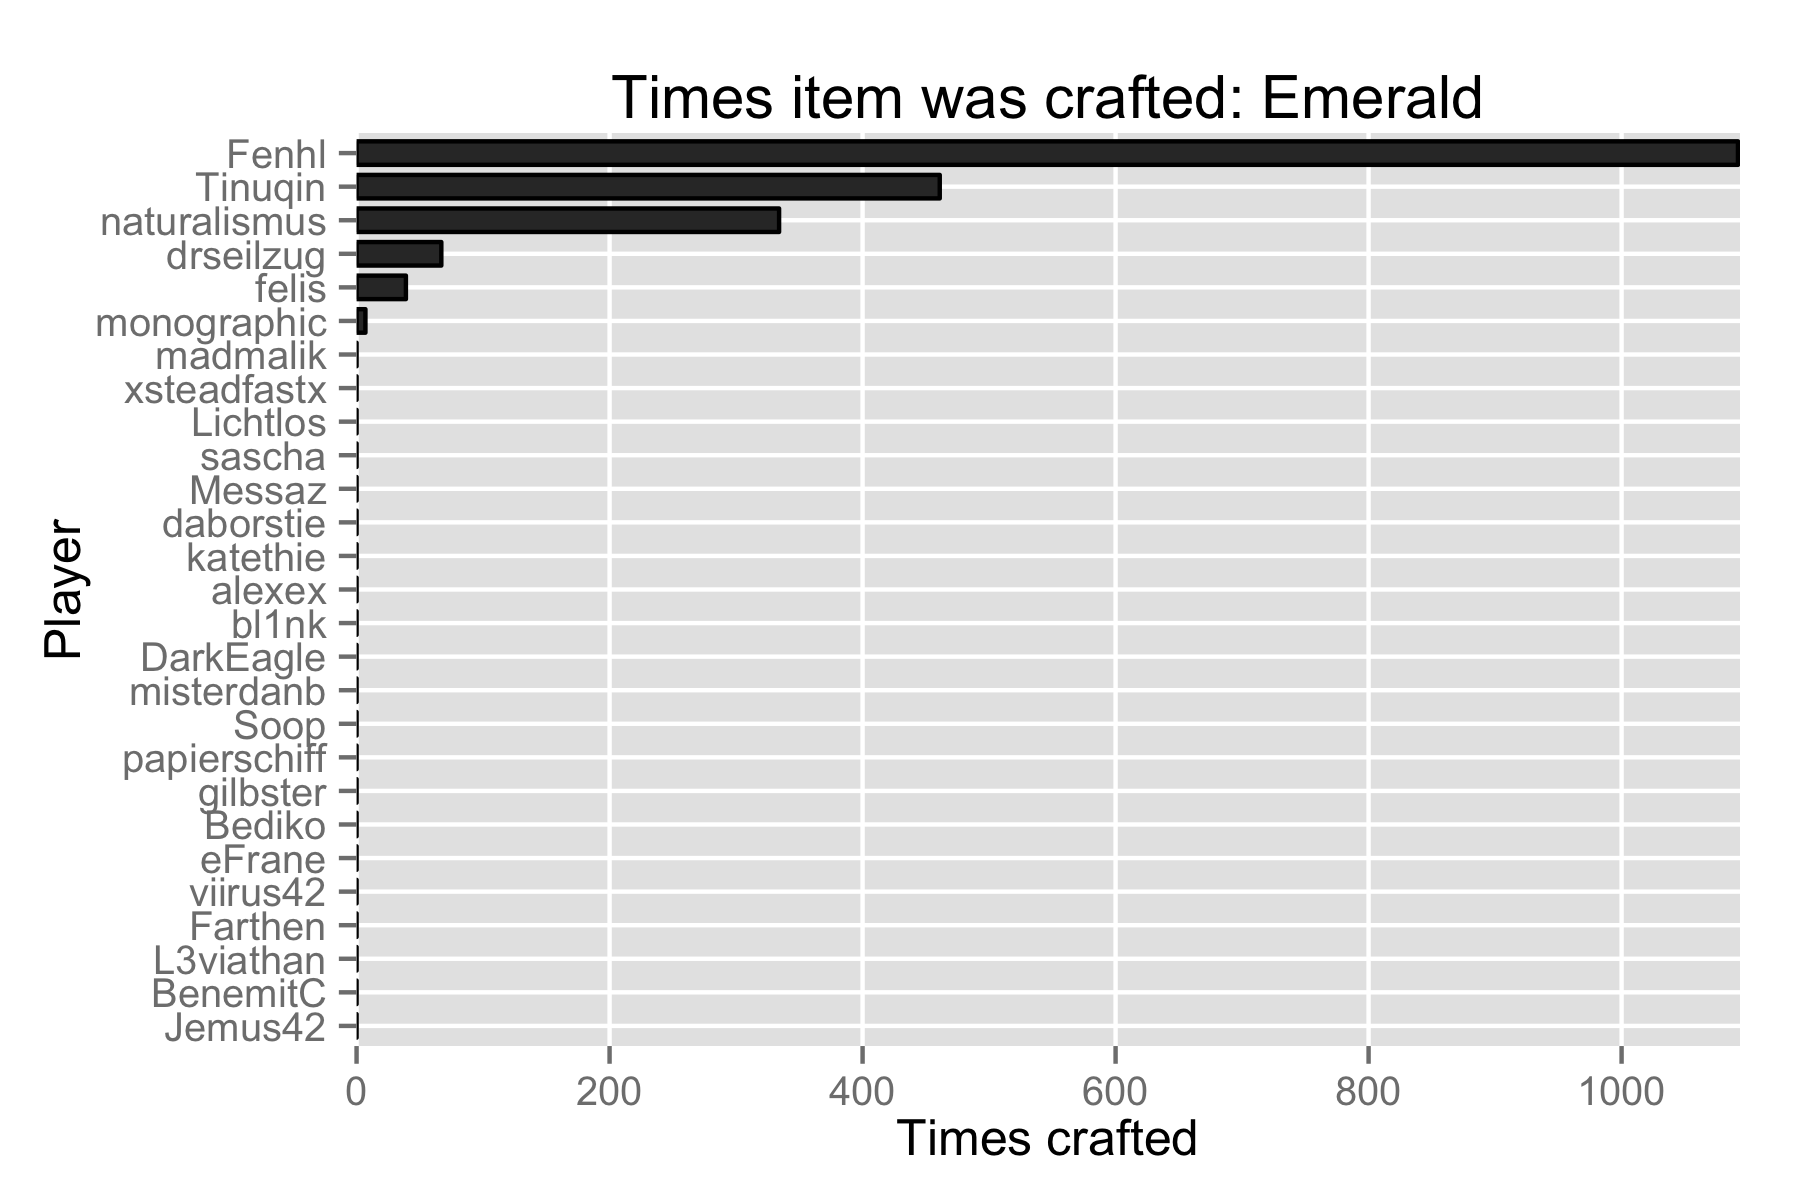 Times item was crafted: Emerald
Fenhl
Tinuqin
naturalismus
drseilzug
felis
monographic
madmalik
xsteadfastx
Lichtlos
sascha
Messaz
daborstie
katethie
alexex
bl1nk
DarkEagle
misterdanb
Soop
papierschiff
gilbster
Bediko
eFrane
viirus42
Farthen
L3viathan
BenemitC
Jemus42
Player
0 200 400 600 800 1000
Times crafted